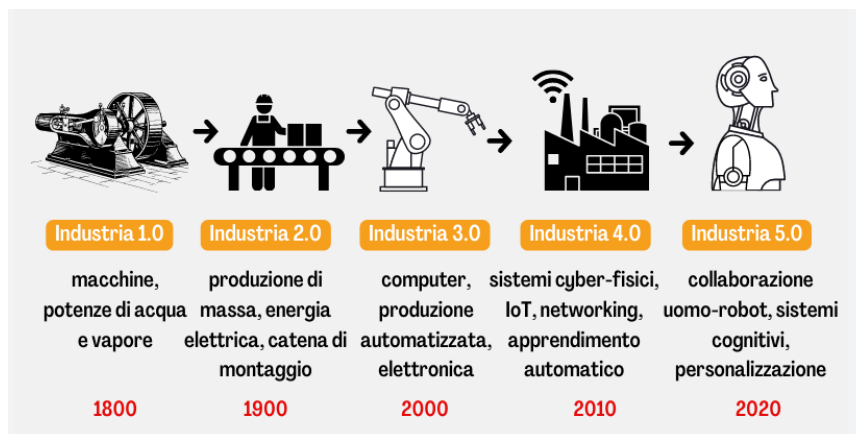 Industria 1.0
macchine,
potenze di acqua
e vapore
1800
Industria 2.0
produzione di
massa, energia
elettrica, catena di
montaggio
1900
Industria 3.0
computer,
produzione
automatizzata,
elettronica
2000
Industria 4.0
sistemi cyber-fisici,
IoT, networking,
apprendimento
automatico
2010
Industria 5.0
collaborazione
uomo-robot, sistemi
cognitivi,
personalizzazione
2020